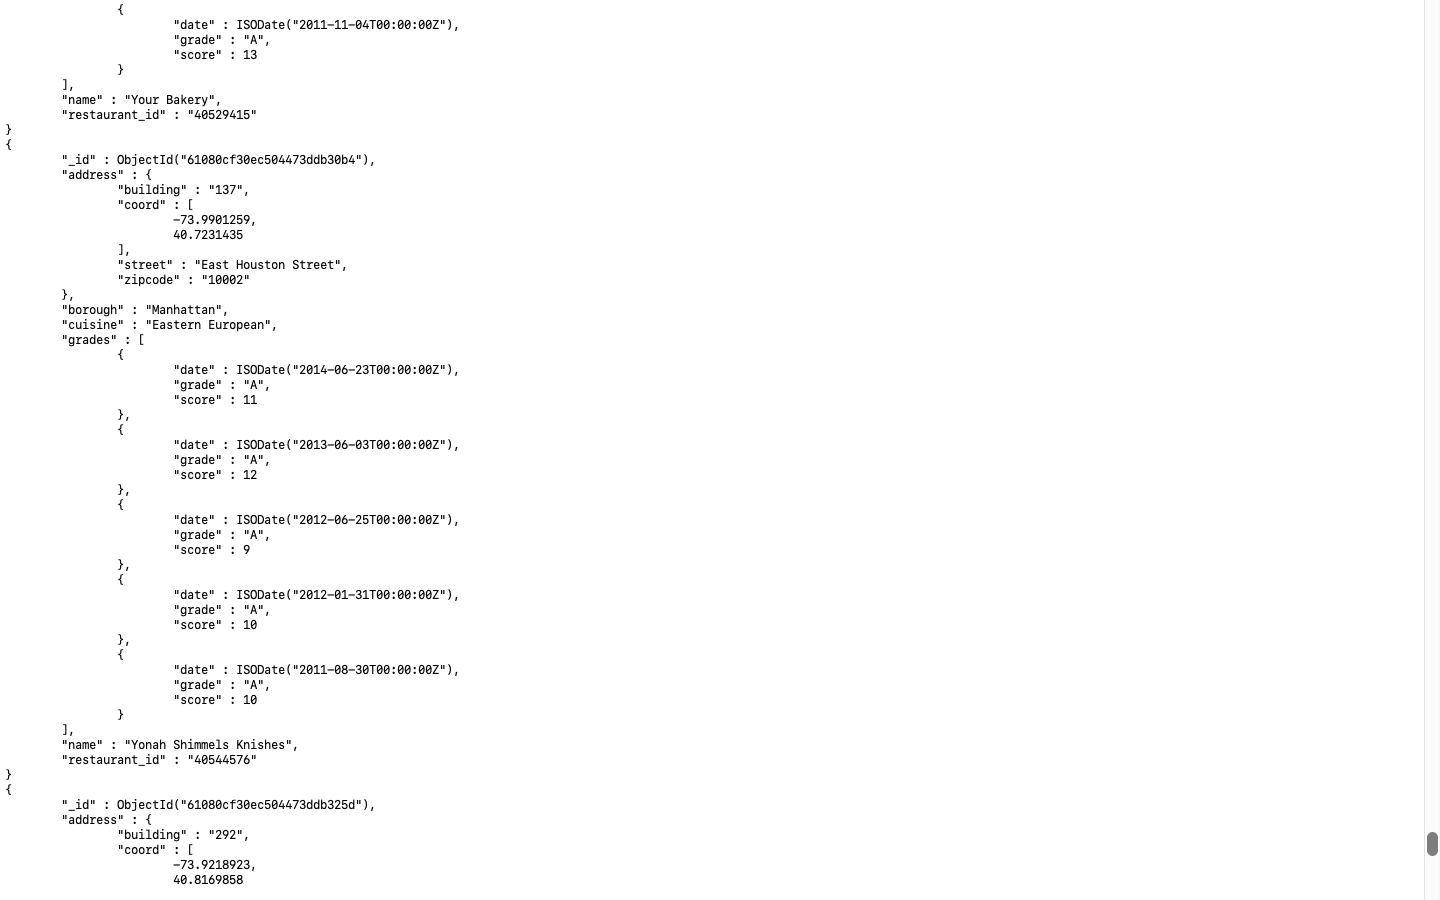 {
"date" : ISODate("2011-11-04T00:00:00Z"),
"grade" : "A",
"score" : 13
}
],
"name" : "Your Bakery",
"restaurant_id" : "40529415"
}
{
"_id" : ObjectId("61080cf30ec504473ddb30b4"),
"address" : {
"building" : "137",
"coord" : [
-73.9901259,
40.7231435
],
"street" : "East Houston Street",
"zipcode" : "10002"
},
"borough" : "Manhattan",
"cuisine" : "Eastern European",
"grades" : [
{
"date" : ISODate("2014-06-23T00:00:00Z"),
"grade" : "A",
"score" : 11
},
{
"date" : ISODate("2013-06-03T00:00:00Z"),
"grade" : "A",
"score" : 12
},
{
"date" : ISODate("2012-06-25T00:00:00Z"),
"grade" : "A",
"score" : 9
},
{
"date" : ISODate("2012-01-31T00:00:00Z"),
"grade" : "A",
"score" : 10
},
{
"date" : ISODate("2011-08-30T00:00:00Z"),
"grade" : "A",
"score" : 10
}
],
"name" : "Yonah Shimmels Knishes",
"restaurant_id" : "40544576"
}
{
"_id" : ObjectId("61080cf30ec504473ddb325d"),
"address" : {
"building" : "292",
"coord" : [
-73.9218923,
40.8169858